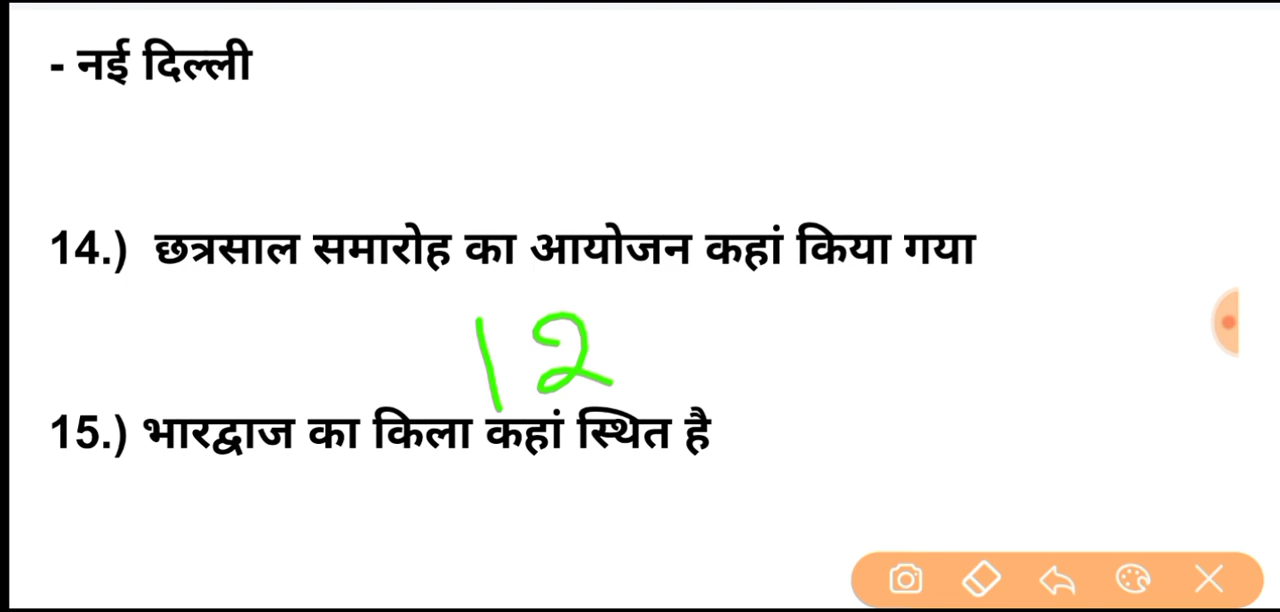 - नई दिल्ली
14.) छत्रसाल समारोह का आयोजन कहां किया गया
12
15.) भारद्वाज का किला कहां स्थित है